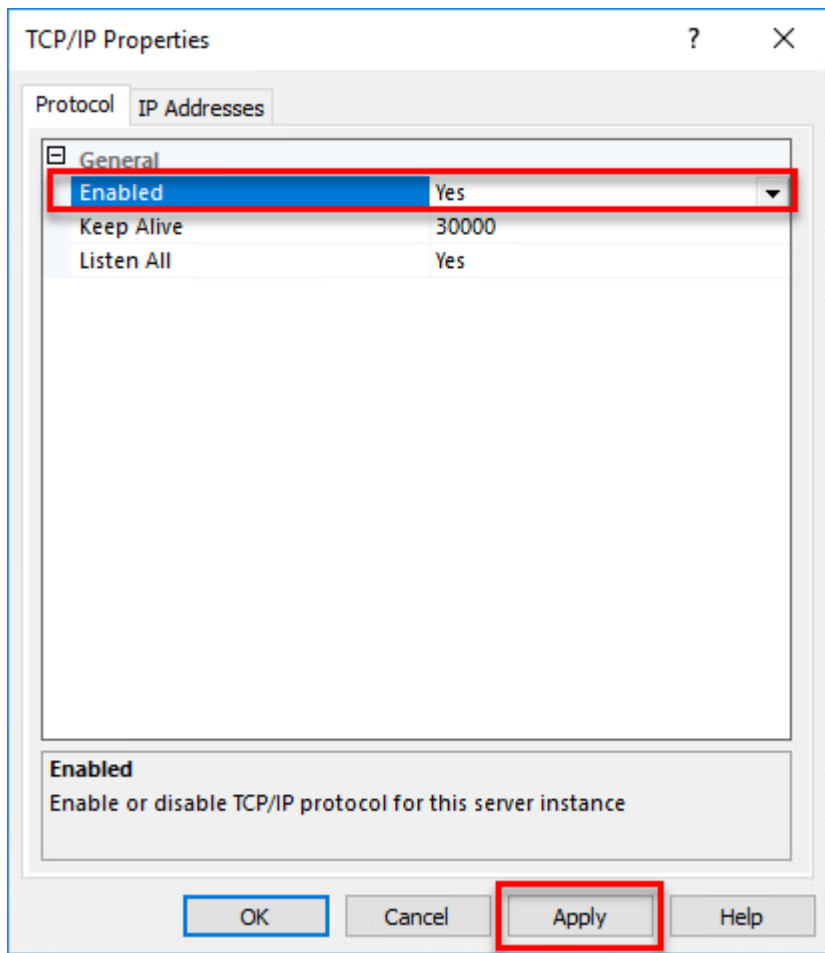 TCP/IP Properties ?
Protocol IP Addresses
General
Enabled Yes
Keep Alive 30000
Listen All Yes
Enabled
Enable or disable TCP/IP protocol for this server instance
OK Cancel Apply Help